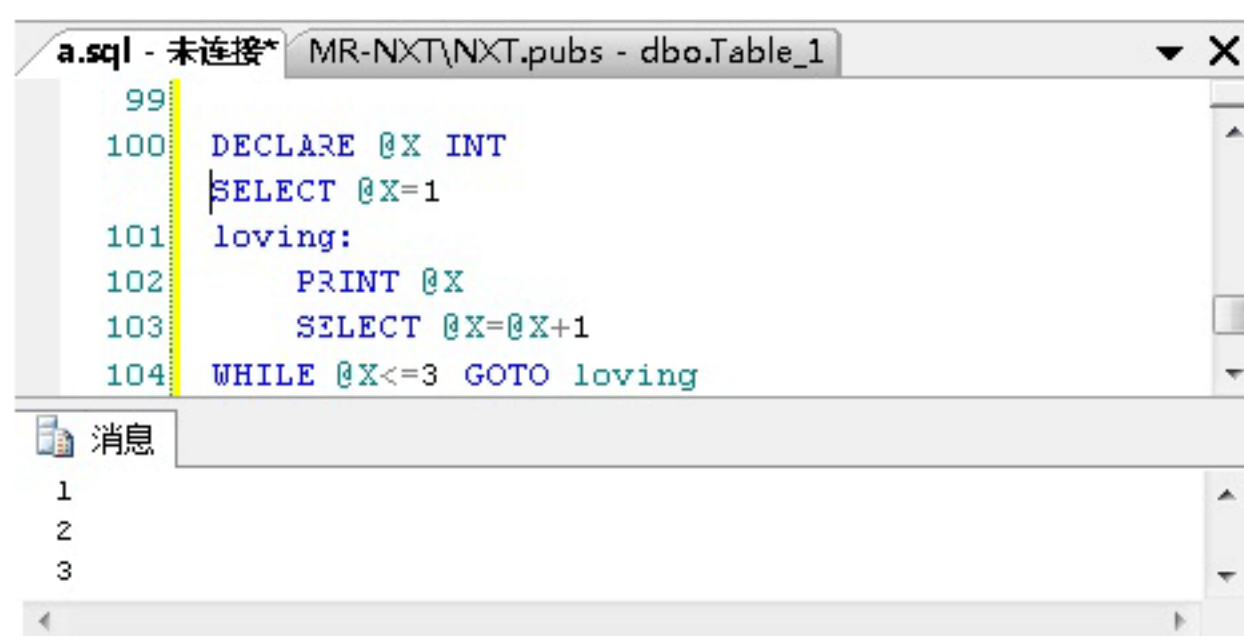 a.sql - 未连接* MR-NXT\NXT.pubs - dbo.Table_1
99
100 DECLARE @X INT
SELECT @X=1
101 loving:
102 PRINT @X
103 SELECT @X=@X+1
104 WHILE @X<=3 GOTO loving
消息
1
2
3